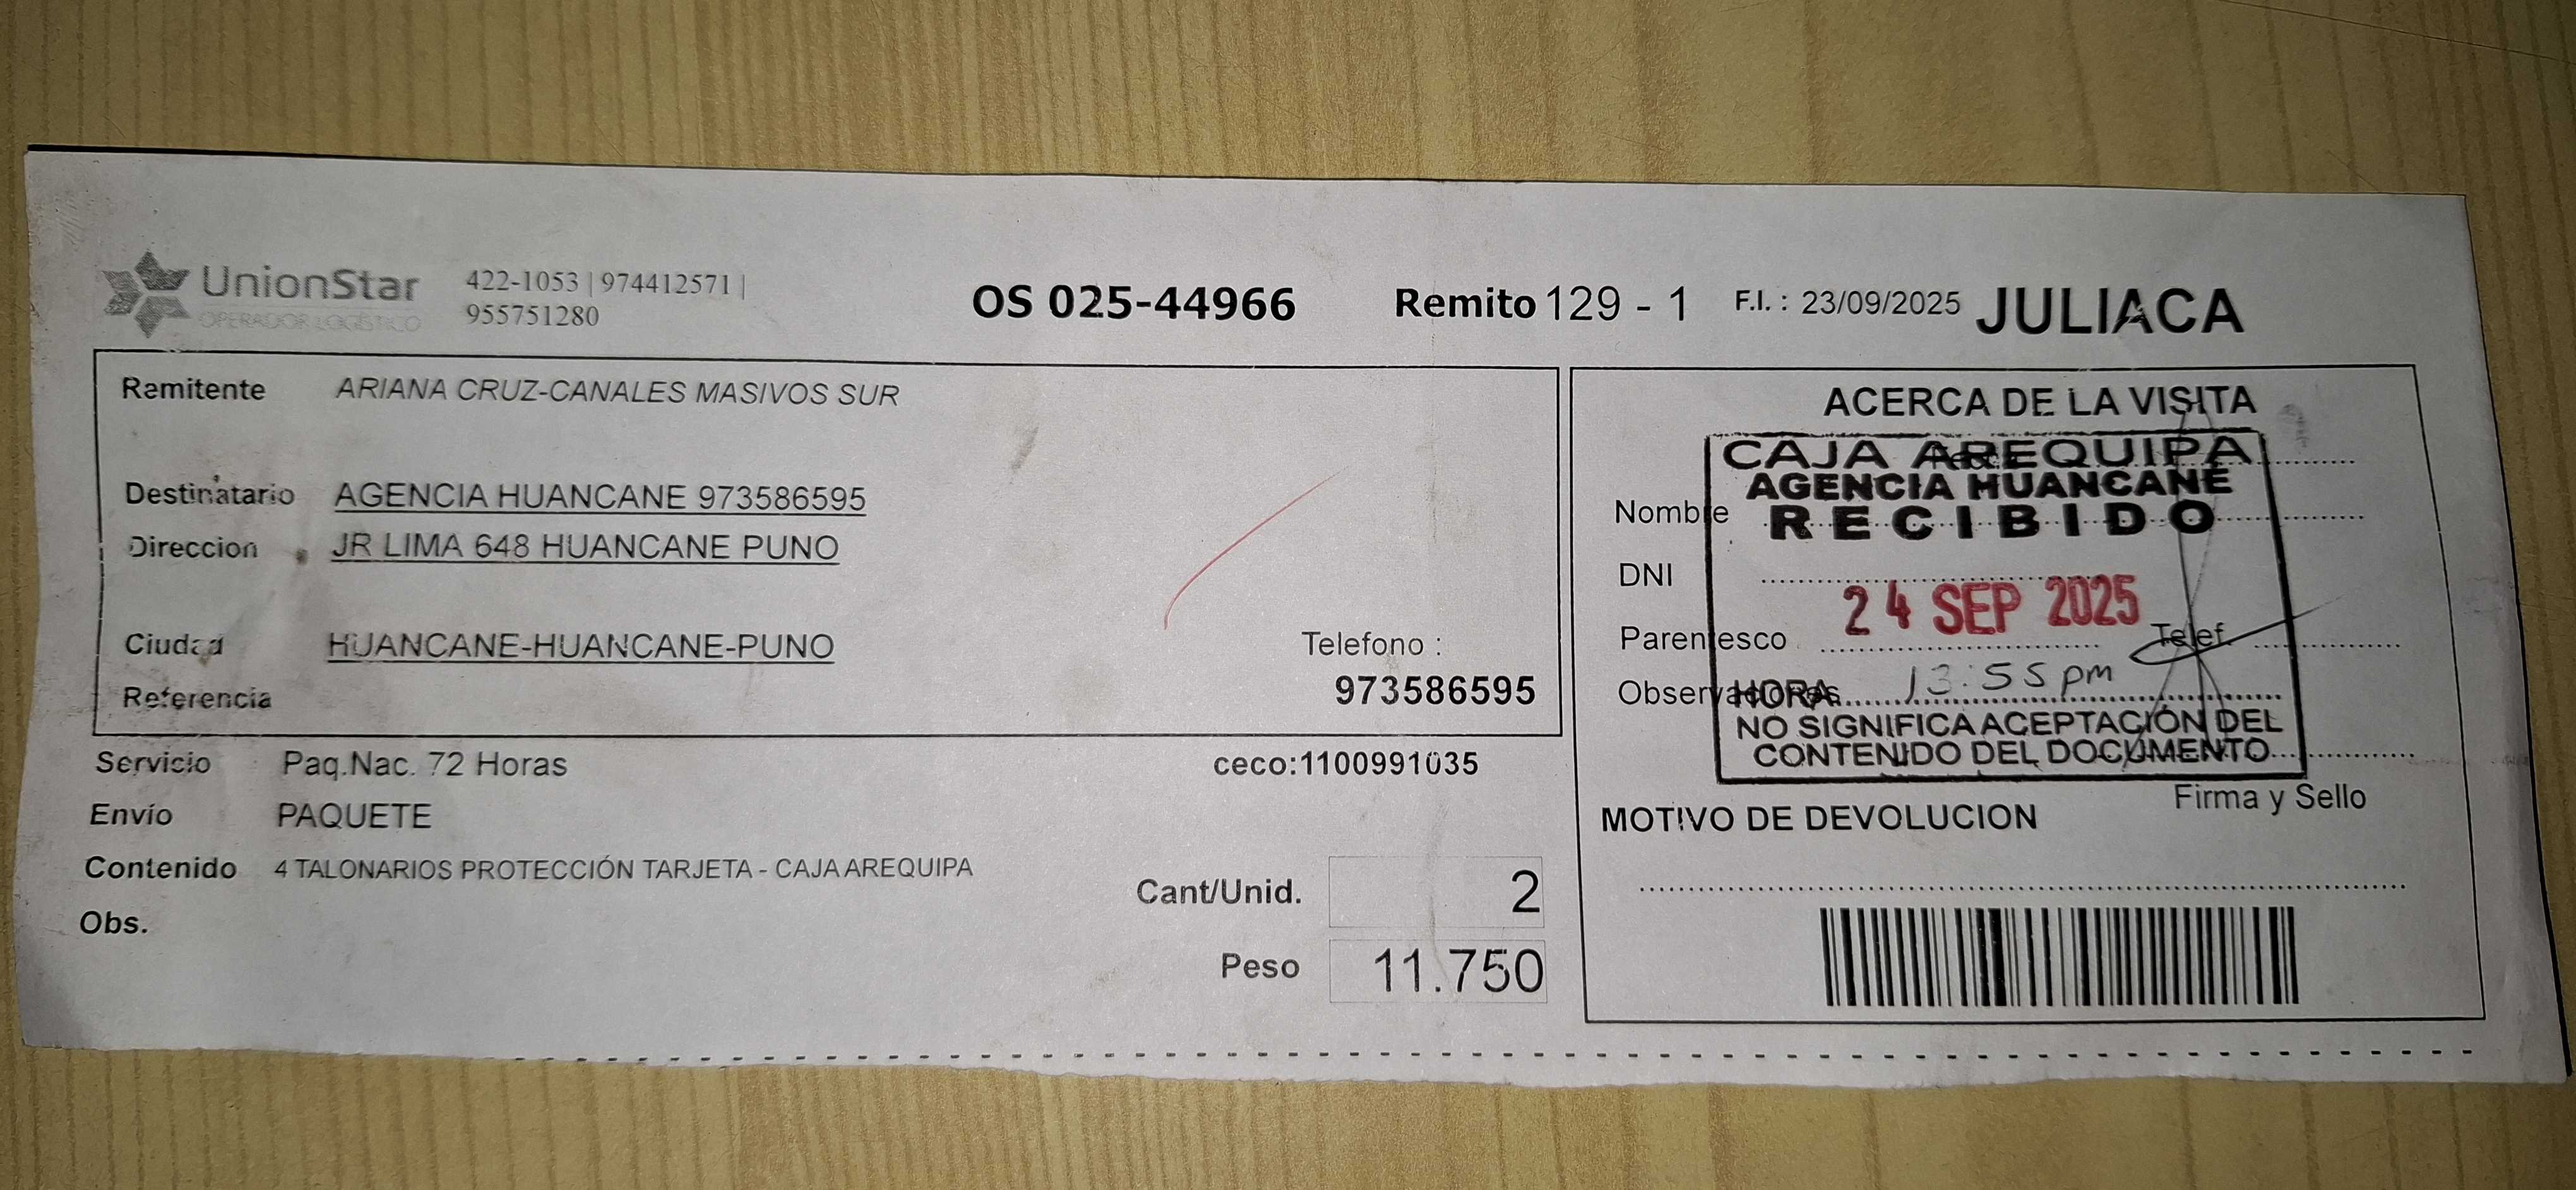 UnionStar
OPERADOR LOGISTICO
422-1053 | 974412571 |
955751280
OS 025-44966
Remito 129 - 1
F.I. : 23/09/2025
JULIACA
Remitente ARIANA CRUZ-CANALES MASIVOS SUR
Destinatario AGENCIA HUANCANE 973586595
Direccion JR LIMA 648 HUANCANE PUNO
Ciudad HUANCANE-HUANCANE-PUNO
Telefono :
973586595
Referencia
Servicio Paq.Nac. 72 Horas
ceco:1100991035
Envío PAQUETE
Contenido 4 TALONARIOS PROTECCIÓN TARJETA - CAJA AREQUIPA
Obs.
Cant/Unid. 2
Peso 11.750
ACERCA DE LA VISITA
CAJA AREQUIPA
AGENCIA HUANCANE
Nombre
RECIBIDO
DNI
24 SEP 2025
Parentesco
Telef.
Observaciones
HORA 13:55 pm
NO SIGNIFICA ACEPTACIÓN DEL
CONTENIDO DEL DOCUMENTO
Firma y Sello
MOTIVO DE DEVOLUCION